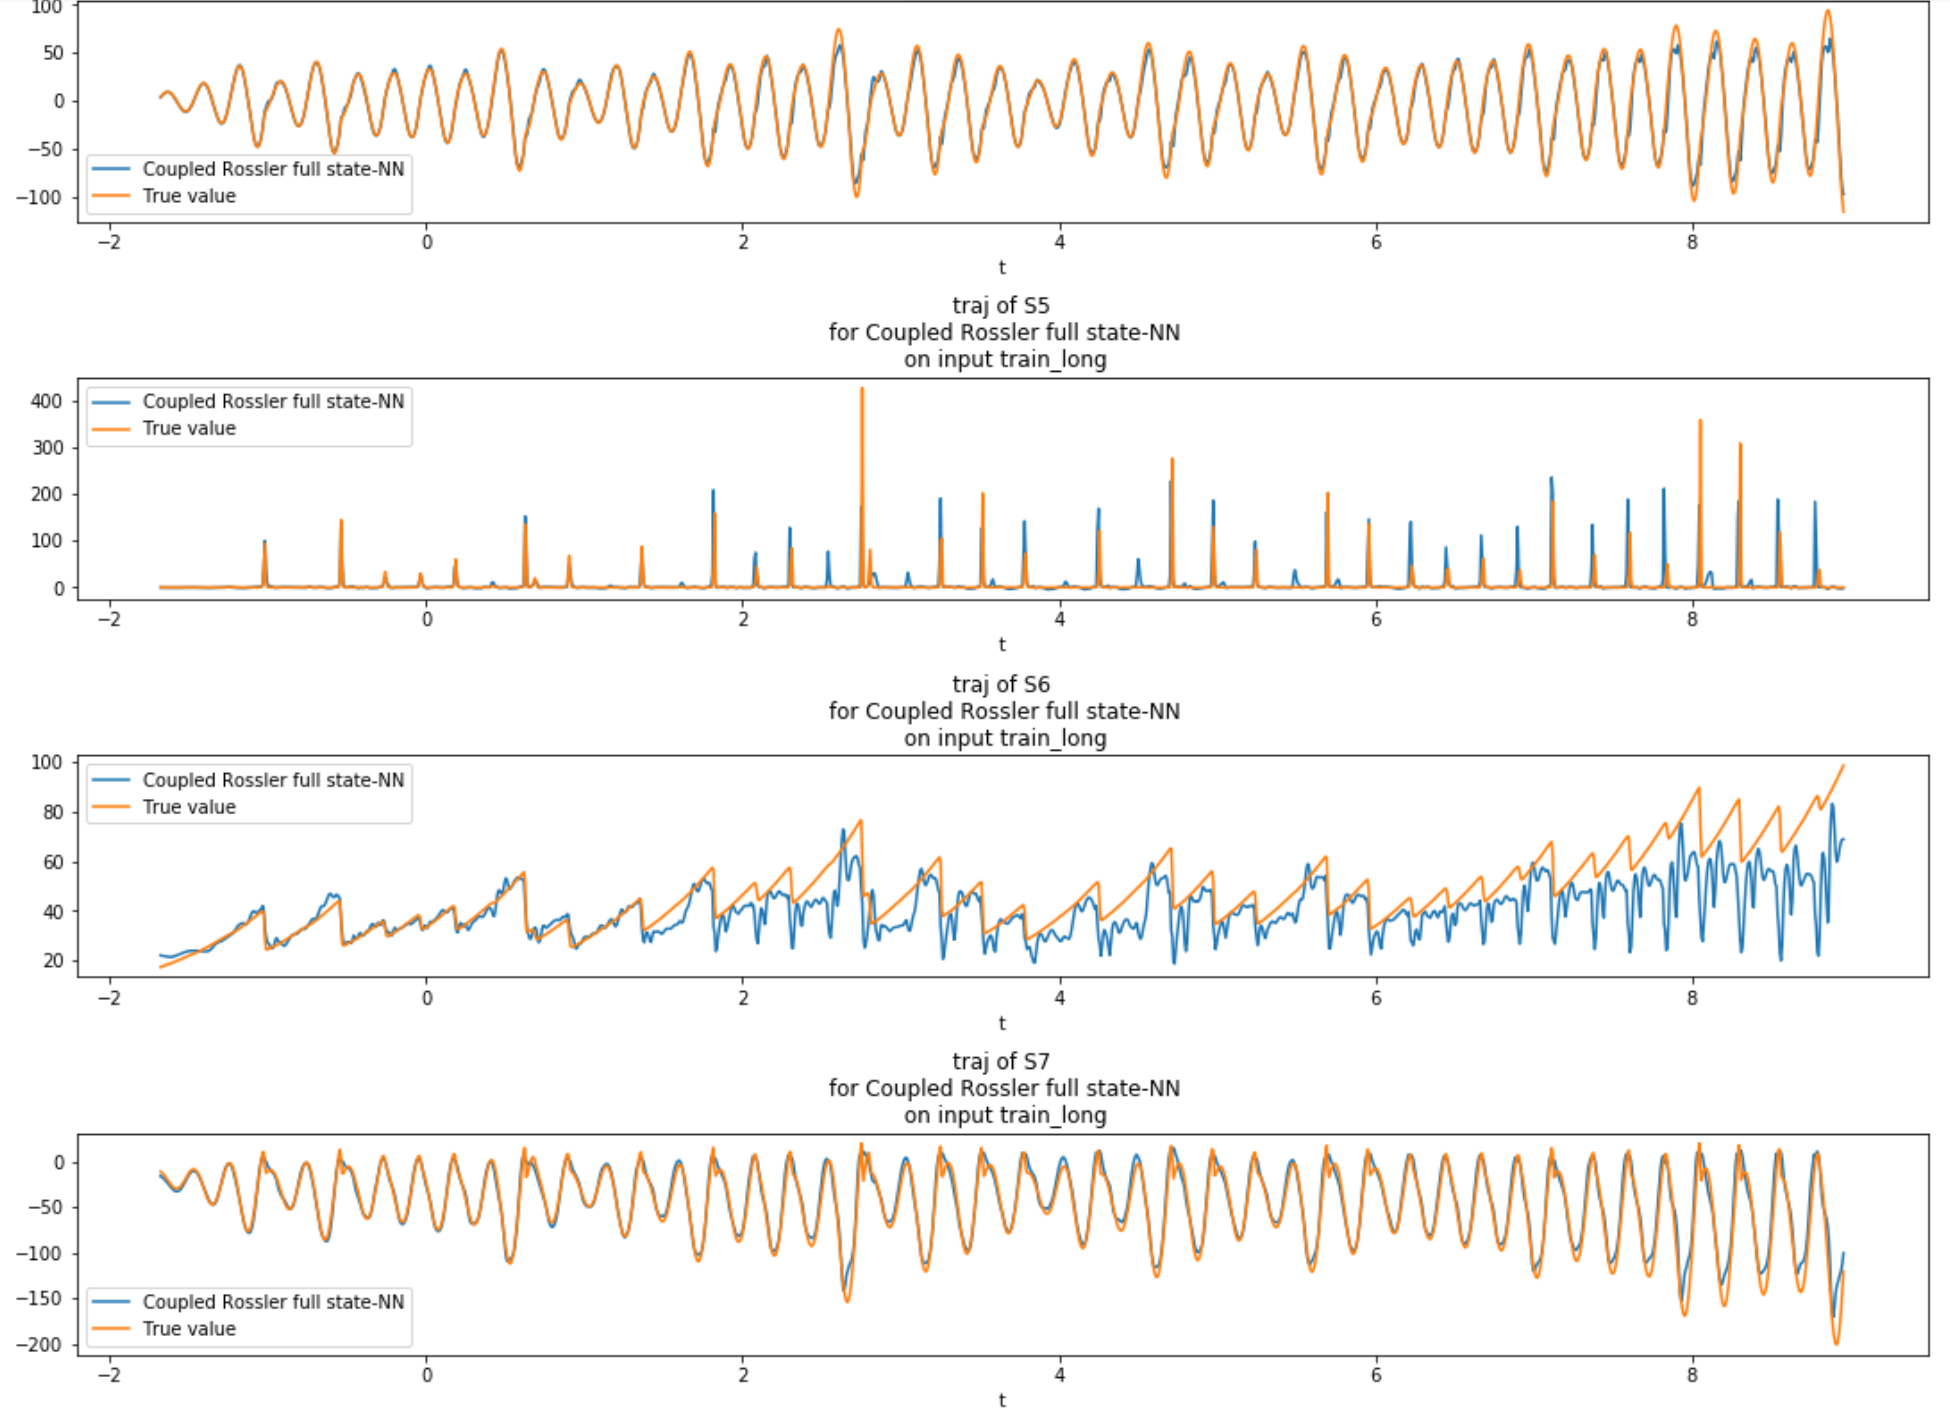 100
50
0
−50
−100
Coupled Rossler full state-NN
True value
−2 0 2 4 6 8
t
traj of S5
for Coupled Rossler full state-NN
on input train_long
400
300
200
100
0
Coupled Rossler full state-NN
True value
−2 0 2 4 6 8
t
traj of S6
for Coupled Rossler full state-NN
on input train_long
100
80
60
40
20
Coupled Rossler full state-NN
True value
−2 0 2 4 6 8
t
traj of S7
for Coupled Rossler full state-NN
on input train_long
0
−50
−100
−150
−200
Coupled Rossler full state-NN
True value
−2 0 2 4 6 8
t